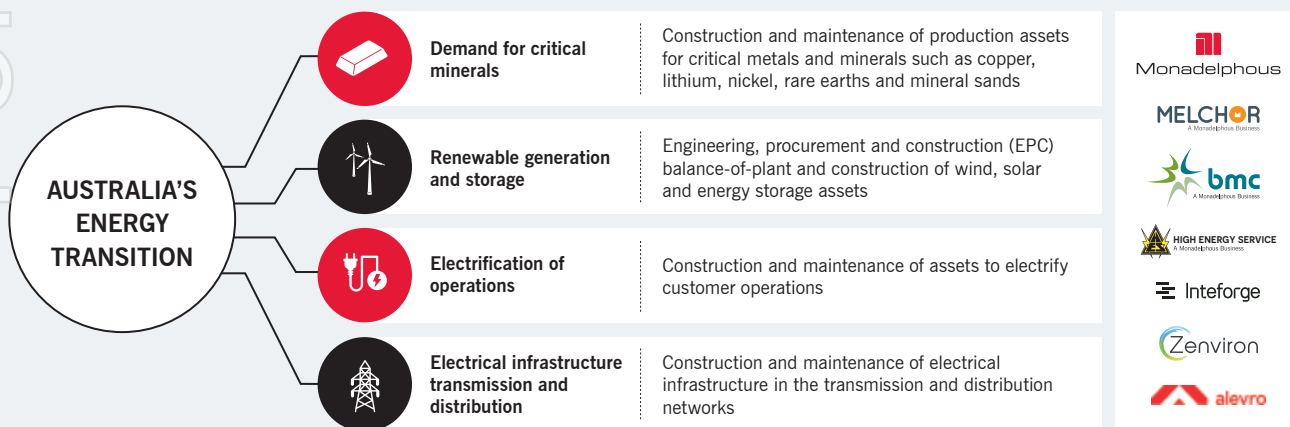 AUSTRALIA'S
ENERGY
TRANSITION
Demand for critical
minerals
Construction and maintenance of production assets
for critical metals and minerals such as copper,
lithium, nickel, rare earths and mineral sands
Renewable generation
and storage
Engineering, procurement and construction (EPC)
balance-of-plant and construction of wind, solar
and energy storage assets
Electrification of
operations
Construction and maintenance of assets to electrify
customer operations
Electrical infrastructure
transmission and
distribution
Construction and maintenance of electrical
infrastructure in the transmission and distribution
networks
Monadelphous
MELCHOR
A Monadelphous Business
bmc
A Monadelphous Business
HIGH ENERGY SERVICE
A Monadelphous Business
Inteforge
Zenviron
alevro